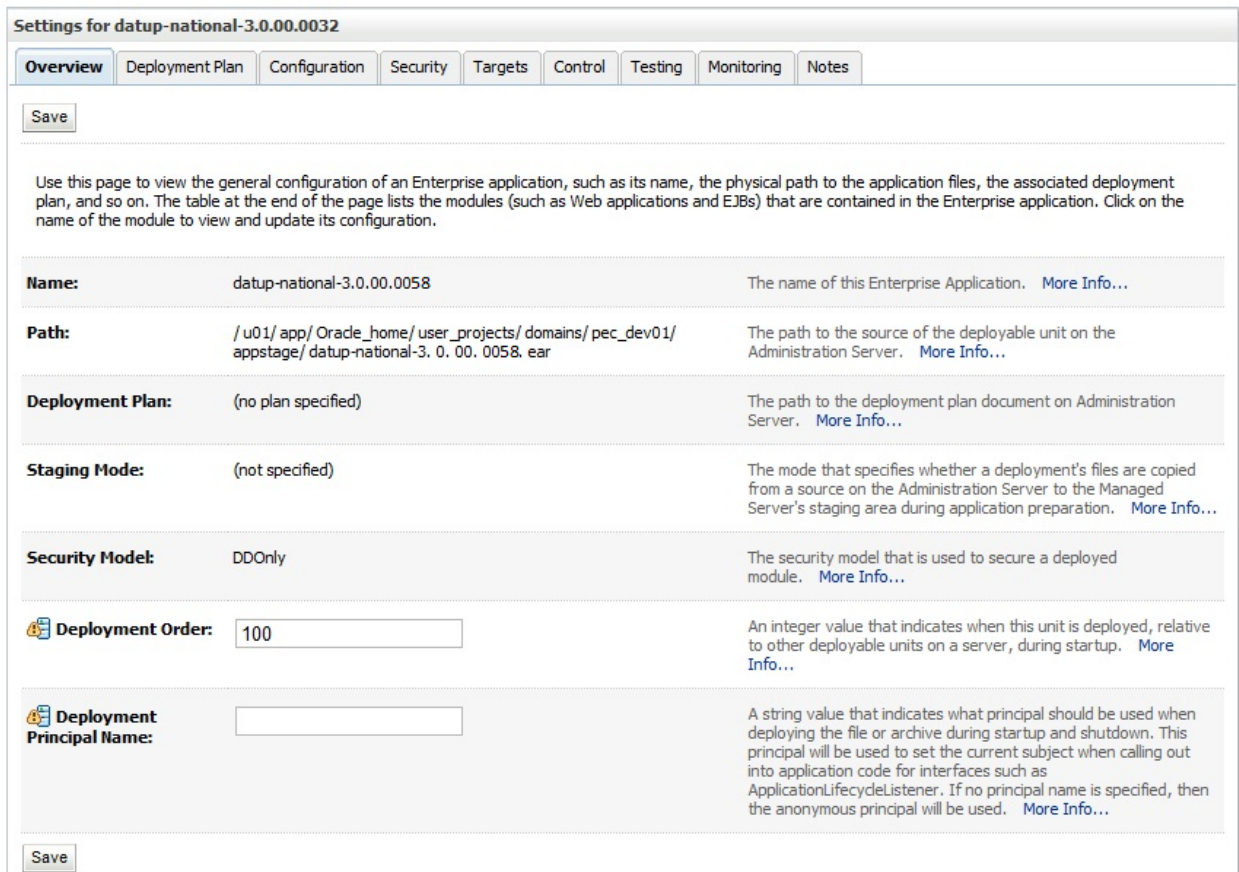 Settings for datup-national-3.0.00.0032
Overview Deployment Plan Configuration Security Targets Control Testing Monitoring Notes
Save
Use this page to view the general configuration of an Enterprise application, such as its name, the physical path to the application files, the associated deployment
plan, and so on. The table at the end of the page lists the modules (such as Web applications and EJBs) that are contained in the Enterprise application. Click on the
name of the module to view and update its configuration.
Name: datup-national-3.0.00.0058 The name of this Enterprise Application. More Info...
Path: / u01/ app/ Oracle_home/ user_projects/ domains/ pec_dev01/ The path to the source of the deployable unit on the
appstage/ datup-national-3. 0. 00. 0058. ear Administration Server. More Info...
Deployment Plan: (no plan specified) The path to the deployment plan document on Administration
Server. More Info...
Staging Mode: (not specified) The mode that specifies whether a deployment's files are copied
from a source on the Administration Server to the Managed
Server's staging area during application preparation. More Info...
Security Model: DDOnly The security model that is used to secure a deployed
module. More Info...
Deployment Order: 100 An integer value that indicates when this unit is deployed, relative
to other deployable units on a server, during startup. More
Info...
Deployment A string value that indicates what principal should be used when
Principal Name: deploying the file or archive during startup and shutdown. This
principal will be used to set the current subject when calling out
into application code for interfaces such as
ApplicationLifecycleListener. If no principal name is specified, then
the anonymous principal will be used. More Info...
Save